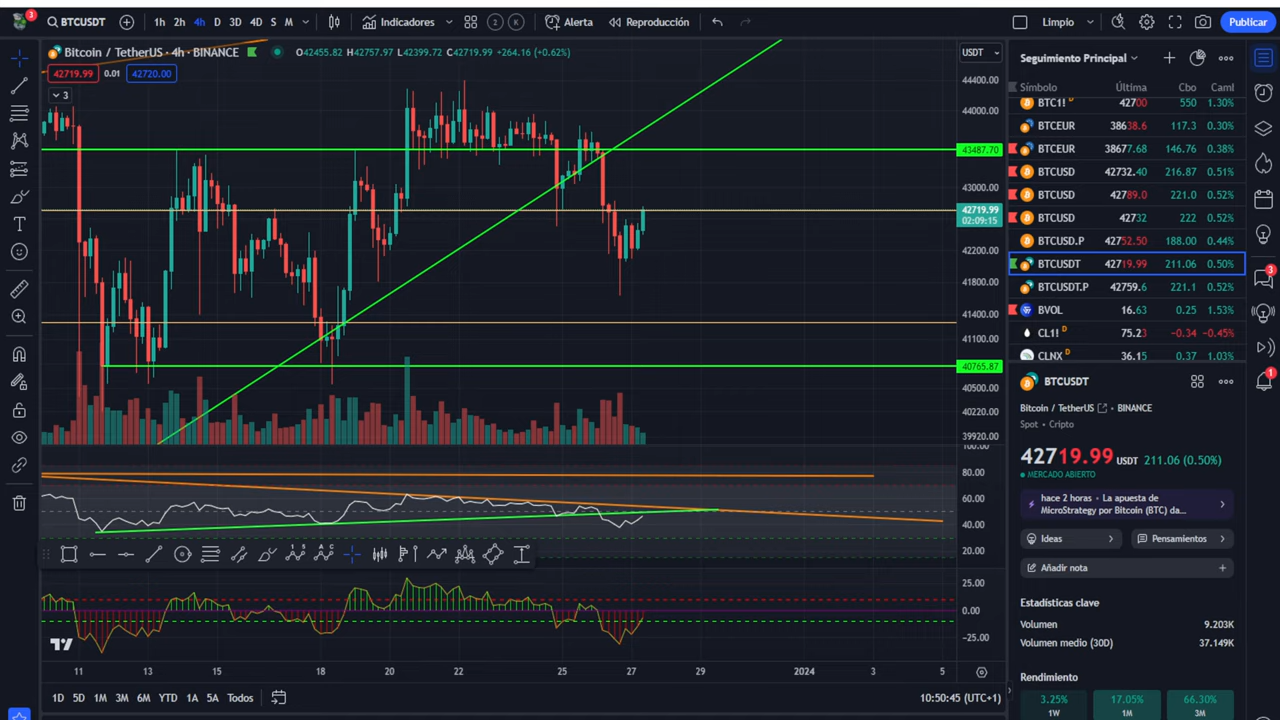 3
BTCUSDT
1h 2h 4h D 3D 4D S M
Indicadores
2 K
Alerta
Reproducción
Limpio
Publicar
Bitcoin / TetherUS · 4h · BINANCE
O42455.82 H42757.97 L42399.72 C42719.99 +264.16 (+0.62%)
42719.99 0.01 42720.00
3
USDT
44400.00
44000.00
43487.70
43000.00
42719.99
02:09:15
42200.00
41800.00
41400.00
41100.00
40765.87
40500.00
40220.00
39920.00
100.00
80.00
60.00
40.00
20.00
25.00
0.00
−25.00
11 13 15 18 20 22 25 27 29 2024 3 5
1D 5D 1M 3M 6M YTD 1A 5A Todos
10:50:45 (UTC+1)
Seguimiento Principal
Símbolo Última Cbo Caml
BTC1! D 42700 550 1.30%
BTCEUR 38638.6 117.3 0.30%
BTCEUR 38677.68 146.76 0.38%
BTCUSD 42732.40 216.87 0.51%
BTCUSD 42789.0 221.0 0.52%
BTCUSD 42732 222 0.52%
BTCUSD.P 42752.50 188.00 0.44%
BTCUSDT 42719.99 211.06 0.50%
BTCUSDT.P 42759.6 221.1 0.52%
BVOL 16.63 0.25 1.53%
CL1! D 75.23 −0.34 −0.45%
CLNX D 36.15 0.37 1.03%
BTCUSDT
Bitcoin / TetherUS · BINANCE
Spot · Cripto
42719.99 USDT 211.06 (0.50%)
MERCADO ABIERTO
hace 2 horas · La apuesta de
MicroStrategy por Bitcoin (BTC) da...
Ideas
Pensamientos
Añadir nota
Estadísticas clave
Volumen 9.203K
Volumen medio (30D) 37.149K
Rendimiento
3.25% 17.05% 66.30%
1W 1M 3M
3
1